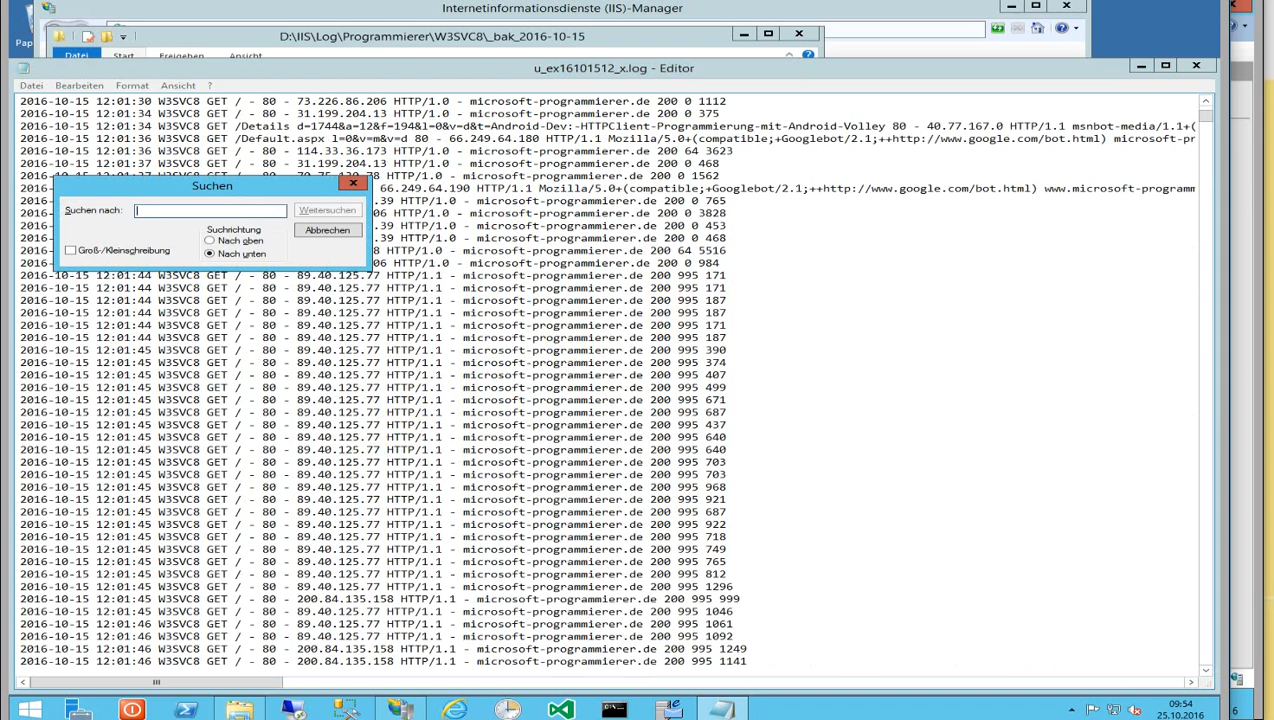 Internetinformationsdienste (IIS)-Manager
D:\IIS\Log\Programmierer\W3SVC8\_bak_2016-10-15
Datei Start Freigeben Ansicht
u_ex16101512_x.log - Editor
Datei Bearbeiten Format Ansicht ?
2016-10-15 12:01:30 W3SVC8 GET / - 80 - 73.226.86.206 HTTP/1.0 - microsoft-programmierer.de 200 0 1112
2016-10-15 12:01:34 W3SVC8 GET / - 80 - 31.199.204.13 HTTP/1.0 - microsoft-programmierer.de 200 0 375
2016-10-15 12:01:34 W3SVC8 GET /Details d=1744&a=12&f=194&l=0&v=d&t=Android-Dev:-HTTPClient-Programmierung-mit-Android-Volley 80 - 40.77.167.0 HTTP/1.1 msnbot-media/1.1+(
2016-10-15 12:01:34 W3SVC8 GET /Default.aspx l=0&v=m&v=d 80 - 66.249.64.180 HTTP/1.1 Mozilla/5.0+(compatible;+Googlebot/2.1;++http://www.google.com/bot.html) microsoft-pr
2016-10-15 12:01:36 W3SVC8 GET / - 80 - 114.33.36.173 HTTP/1.1 - microsoft-programmierer.de 200 64 3623
2016-10-15 12:01:37 W3SVC8 GET / - 80 - 31.199.204.13 HTTP/1.0 - microsoft-programmierer.de 200 0 468
HTTP/1.0 - microsoft-programmierer.de 200 0 1562
Suchen
66.249.64.190 HTTP/1.1 Mozilla/5.0+(compatible;+Googlebot/2.1;++http://www.google.com/bot.html) www.microsoft-programm
.39 HTTP/1.0 - microsoft-programmierer.de 200 0 765
Suchen nach: Weitersuchen
06 HTTP/1.0 - microsoft-programmierer.de 200 0 3828
.39 HTTP/1.0 - microsoft-programmierer.de 200 0 453
Suchrichtung Abbrechen
.39 HTTP/1.0 - microsoft-programmierer.de 200 0 468
Nach oben
.78 HTTP/1.1 - microsoft-programmierer.de 200 64 5516
Groß-/Kleinschreibung Nach unten
06 HTTP/1.0 - microsoft-programmierer.de 200 0 984
2016-10-15 12:01:44 W3SVC8 GET / - 80 - 89.40.125.77 HTTP/1.1 - microsoft-programmierer.de 200 995 171
2016-10-15 12:01:44 W3SVC8 GET / - 80 - 89.40.125.77 HTTP/1.1 - microsoft-programmierer.de 200 995 171
2016-10-15 12:01:44 W3SVC8 GET / - 80 - 89.40.125.77 HTTP/1.1 - microsoft-programmierer.de 200 995 187
2016-10-15 12:01:44 W3SVC8 GET / - 80 - 89.40.125.77 HTTP/1.1 - microsoft-programmierer.de 200 995 187
2016-10-15 12:01:44 W3SVC8 GET / - 80 - 89.40.125.77 HTTP/1.1 - microsoft-programmierer.de 200 995 171
2016-10-15 12:01:44 W3SVC8 GET / - 80 - 89.40.125.77 HTTP/1.1 - microsoft-programmierer.de 200 995 187
2016-10-15 12:01:45 W3SVC8 GET / - 80 - 89.40.125.77 HTTP/1.1 - microsoft-programmierer.de 200 995 390
2016-10-15 12:01:45 W3SVC8 GET / - 80 - 89.40.125.77 HTTP/1.1 - microsoft-programmierer.de 200 995 374
2016-10-15 12:01:45 W3SVC8 GET / - 80 - 89.40.125.77 HTTP/1.1 - microsoft-programmierer.de 200 995 407
2016-10-15 12:01:45 W3SVC8 GET / - 80 - 89.40.125.77 HTTP/1.1 - microsoft-programmierer.de 200 995 499
2016-10-15 12:01:45 W3SVC8 GET / - 80 - 89.40.125.77 HTTP/1.1 - microsoft-programmierer.de 200 995 671
2016-10-15 12:01:45 W3SVC8 GET / - 80 - 89.40.125.77 HTTP/1.1 - microsoft-programmierer.de 200 995 687
2016-10-15 12:01:45 W3SVC8 GET / - 80 - 89.40.125.77 HTTP/1.1 - microsoft-programmierer.de 200 995 437
2016-10-15 12:01:45 W3SVC8 GET / - 80 - 89.40.125.77 HTTP/1.1 - microsoft-programmierer.de 200 995 640
2016-10-15 12:01:45 W3SVC8 GET / - 80 - 89.40.125.77 HTTP/1.1 - microsoft-programmierer.de 200 995 640
2016-10-15 12:01:45 W3SVC8 GET / - 80 - 89.40.125.77 HTTP/1.1 - microsoft-programmierer.de 200 995 703
2016-10-15 12:01:45 W3SVC8 GET / - 80 - 89.40.125.77 HTTP/1.1 - microsoft-programmierer.de 200 995 703
2016-10-15 12:01:45 W3SVC8 GET / - 80 - 89.40.125.77 HTTP/1.1 - microsoft-programmierer.de 200 995 968
2016-10-15 12:01:45 W3SVC8 GET / - 80 - 89.40.125.77 HTTP/1.1 - microsoft-programmierer.de 200 995 921
2016-10-15 12:01:45 W3SVC8 GET / - 80 - 89.40.125.77 HTTP/1.1 - microsoft-programmierer.de 200 995 687
2016-10-15 12:01:45 W3SVC8 GET / - 80 - 89.40.125.77 HTTP/1.1 - microsoft-programmierer.de 200 995 922
2016-10-15 12:01:45 W3SVC8 GET / - 80 - 89.40.125.77 HTTP/1.1 - microsoft-programmierer.de 200 995 718
2016-10-15 12:01:45 W3SVC8 GET / - 80 - 89.40.125.77 HTTP/1.1 - microsoft-programmierer.de 200 995 749
2016-10-15 12:01:45 W3SVC8 GET / - 80 - 89.40.125.77 HTTP/1.1 - microsoft-programmierer.de 200 995 765
2016-10-15 12:01:45 W3SVC8 GET / - 80 - 89.40.125.77 HTTP/1.1 - microsoft-programmierer.de 200 995 812
2016-10-15 12:01:45 W3SVC8 GET / - 80 - 89.40.125.77 HTTP/1.1 - microsoft-programmierer.de 200 995 1296
2016-10-15 12:01:45 W3SVC8 GET / - 80 - 200.84.135.158 HTTP/1.1 - microsoft-programmierer.de 200 995 999
2016-10-15 12:01:46 W3SVC8 GET / - 80 - 89.40.125.77 HTTP/1.1 - microsoft-programmierer.de 200 995 1046
2016-10-15 12:01:46 W3SVC8 GET / - 80 - 89.40.125.77 HTTP/1.1 - microsoft-programmierer.de 200 995 1061
2016-10-15 12:01:46 W3SVC8 GET / - 80 - 89.40.125.77 HTTP/1.1 - microsoft-programmierer.de 200 995 1092
2016-10-15 12:01:46 W3SVC8 GET / - 80 - 200.84.135.158 HTTP/1.1 - microsoft-programmierer.de 200 995 1249
2016-10-15 12:01:46 W3SVC8 GET / - 80 - 200.84.135.158 HTTP/1.1 - microsoft-programmierer.de 200 995 1141
09:54
25.10.2016